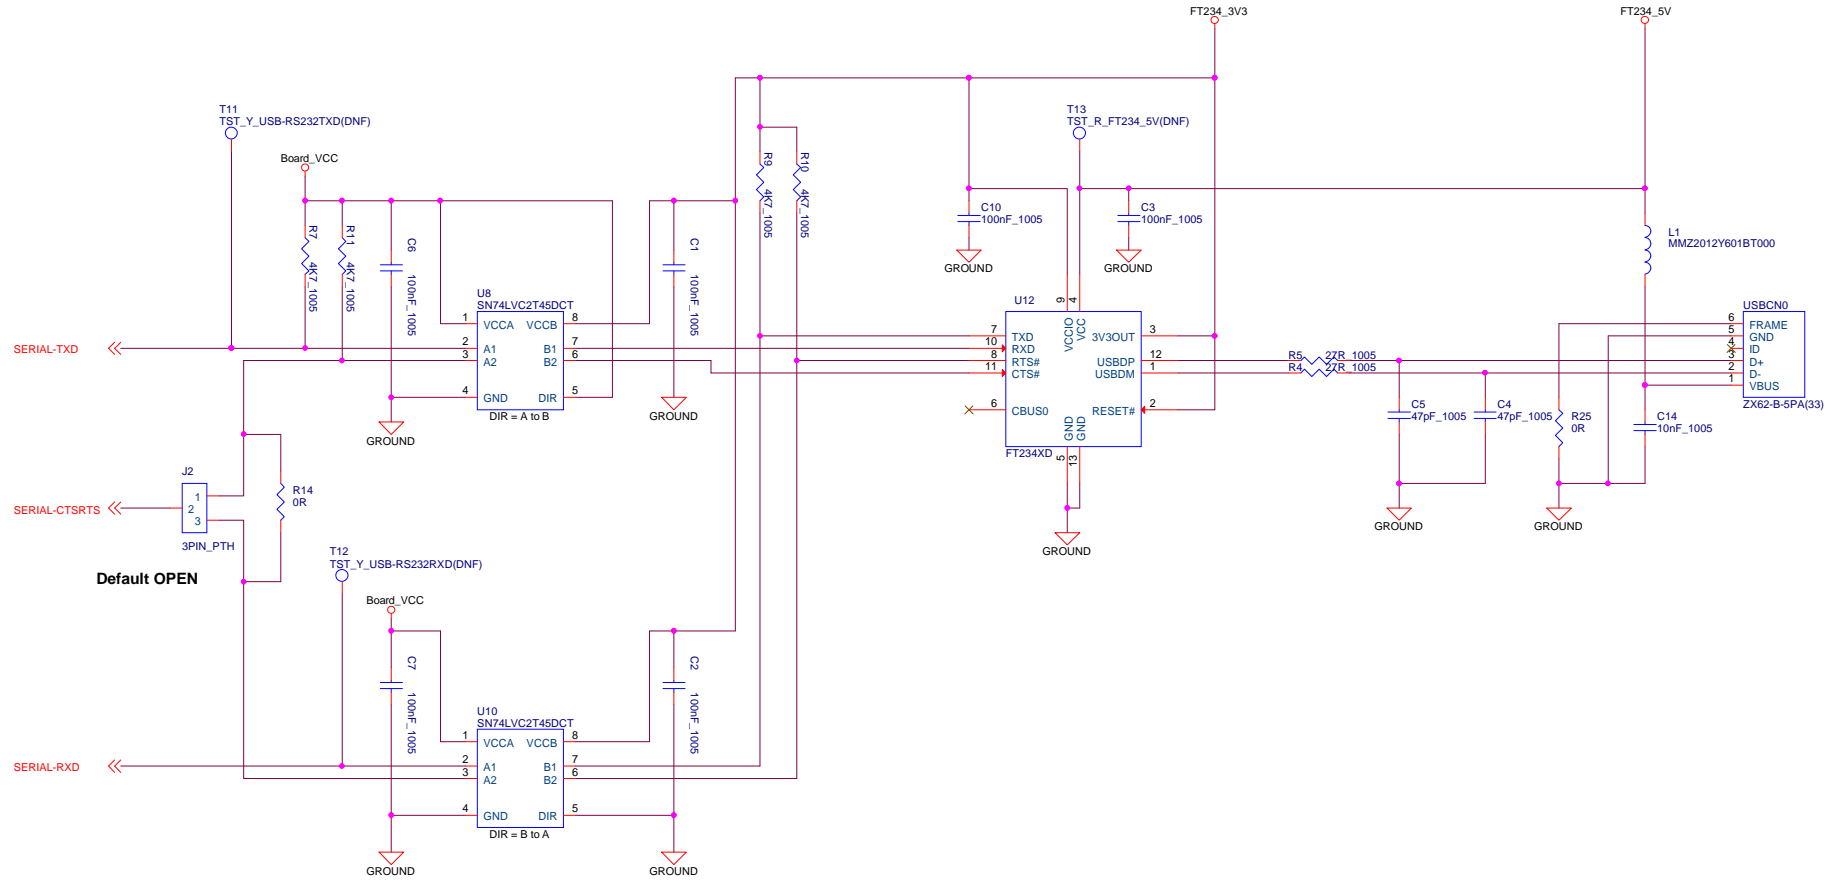 FT234_3V3
FT234_5V
T11
TST_Y_USB-RS232TXD(DNF)
T13
TST_R_FT234_5V(DNF)
Board_VCC
R9
4K7_1005
R10
4K7_1005
R7
4K7_1005
R11
4K7_1005
C6
100nF_1005
C1
100nF_1005
C10
100nF_1005
GROUND
C3
100nF_1005
GROUND
L1
MMZ2012Y601BT000
U8
SN74LVC2T45DCT
1 VCCA VCCB 8
2 A1 B1 7
3 A2 B2 6
4 GND DIR 5
DIR = A to B
GROUND
GROUND
SERIAL-TXD
U12
9 VCCIO
4 VCC
7 TXD 3V3OUT 3
10 RXD
8 RTS# USBDP 12
11 CTS# USBDM 1
6 CBUS0 RESET# 2
GND 5
GND 13
FT234XD
GROUND
R5 27R_1005
R4 27R_1005
USBCN0
6 FRAME
5 GND
4 ID
3 D+
2 D-
1 VBUS
ZX62-B-5PA(33)
C5
47pF_1005
C4
47pF_1005
R25
0R
C14
10nF_1005
GROUND
GROUND
J2
1
2
3
3PIN_PTH
R14
0R
SERIAL-CTSRTS
Default OPEN
T12
TST_Y_USB-RS232RXD(DNF)
Board_VCC
C7
100nF_1005
C2
100nF_1005
U10
SN74LVC2T45DCT
1 VCCA VCCB 8
2 A1 B1 7
3 A2 B2 6
4 GND DIR 5
DIR = B to A
SERIAL-RXD
GROUND
GROUND